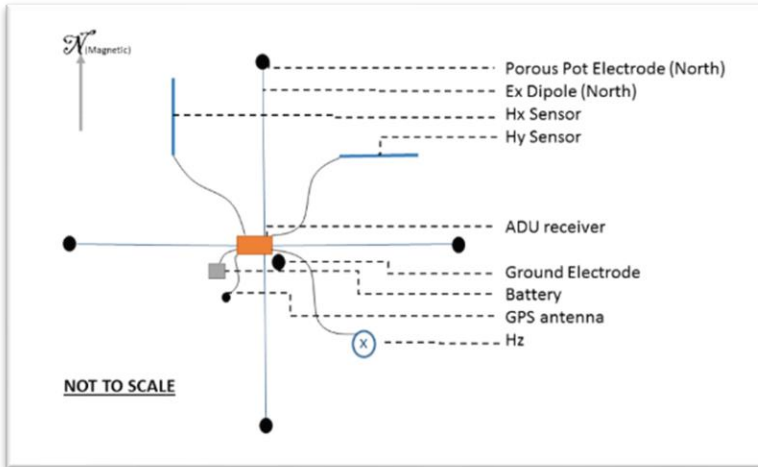 N(Magnetic)
Porous Pot Electrode (North)
Ex Dipole (North)
Hx Sensor
Hy Sensor
ADU receiver
Ground Electrode
Battery
GPS antenna
Hz
X
NOT TO SCALE